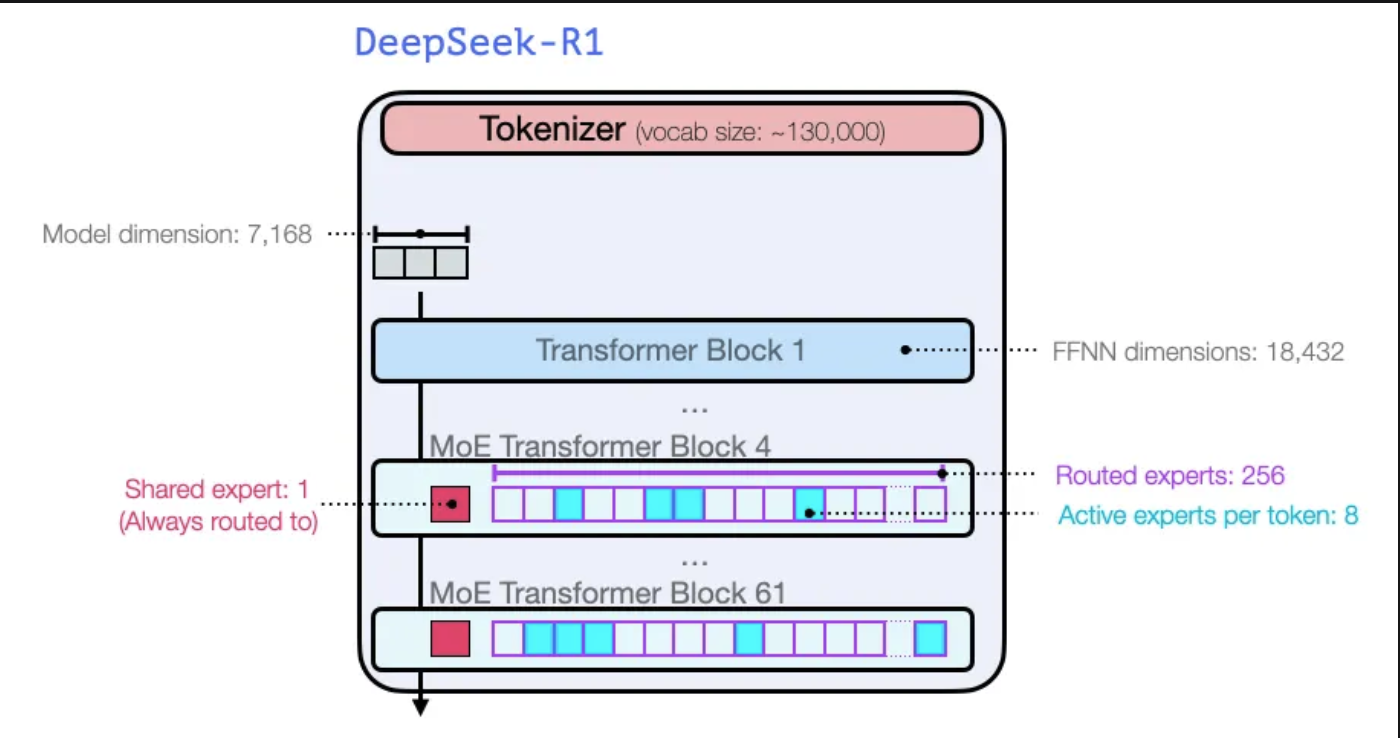 DeepSeek-R1
Tokenizer (vocab size: ~130,000)
Model dimension: 7,168
Transformer Block 1
FFNN dimensions: 18,432
...
MoE Transformer Block 4
Shared expert: 1
(Always routed to)
Routed experts: 256
Active experts per token: 8
...
MoE Transformer Block 61